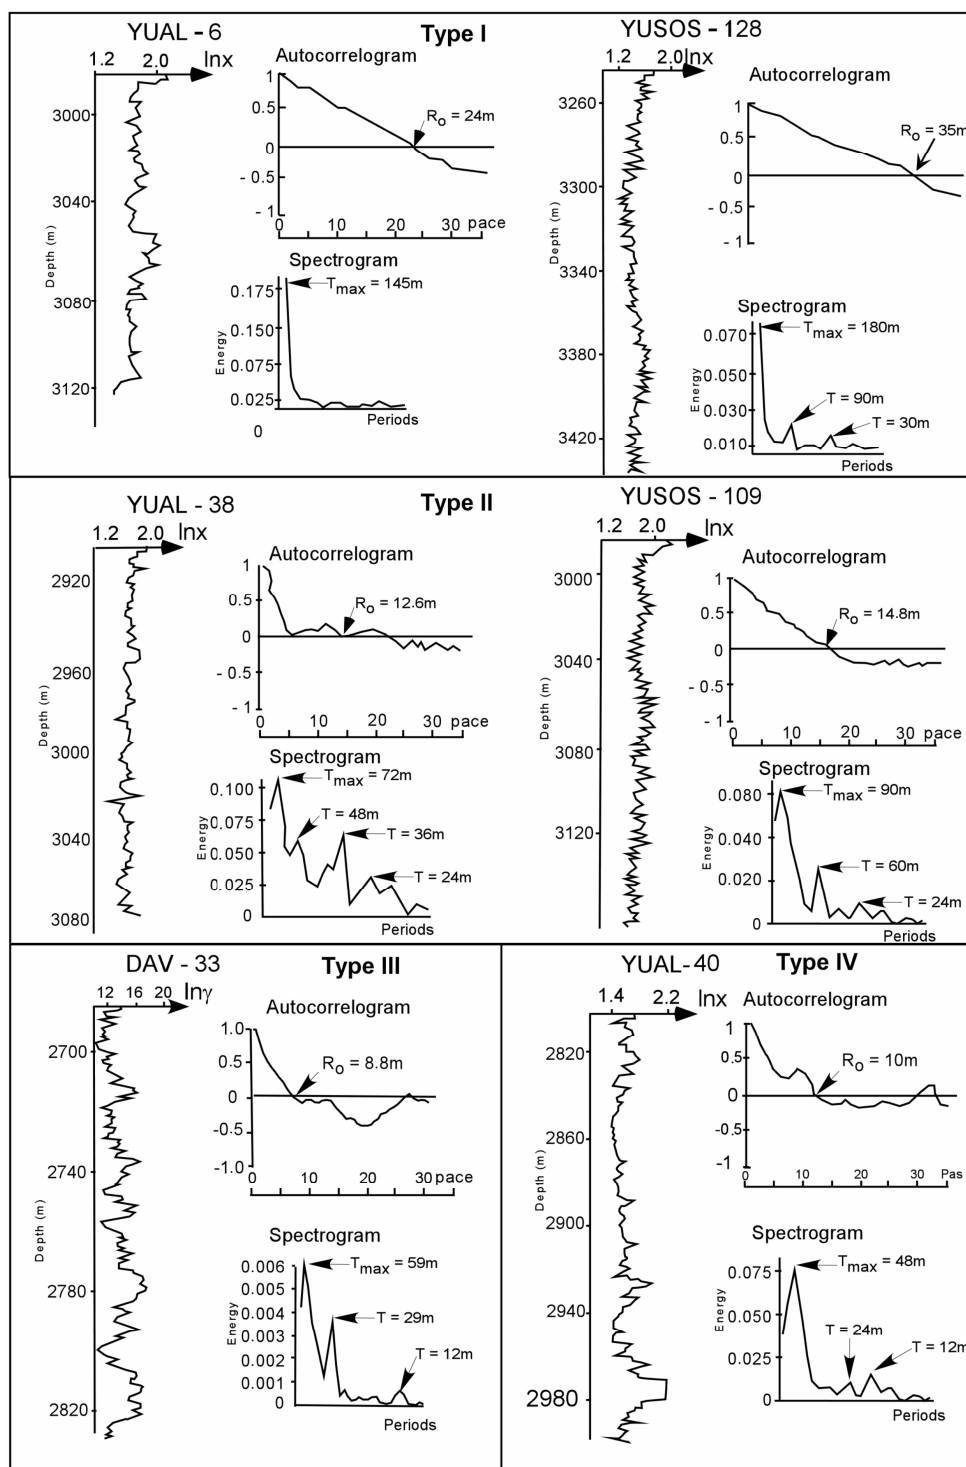 YUAL - 6
Type I
YUSOS - 128
1.2 2.0 lnx
Autocorrelogram
1
0.5
0
- 0.5
- 1
0 10 20 30 pace
Ro = 24m
3000
3040
3080
3120
Depth (m)
Spectrogram
Tmax = 145m
0.175
0.150
0.075
0.025
0
Energy
Periods
1.2 2.0 lnx
Autocorrelogram
1
0.5
0
- 0.5
- 1
Ro = 35m
3260
3300
3340
3380
3420
Depth (m)
Spectrogram
Tmax = 180m
T = 90m
T = 30m
0.070
0.050
0.030
0.010
Energy
Periods
YUAL - 38
Type II
YUSOS - 109
1.2 2.0 lnx
Autocorrelogram
1
0.5
0
- 0.5
- 1
0 10 20 30 pace
Ro = 12.6m
2920
2960
3000
3040
3080
Depth (m)
Spectrogram
Tmax = 72m
T = 48m
T = 36m
T = 24m
0.100
0.075
0.050
0.025
0
Energy
Periods
1.2 2.0 lnx
Autocorrelogram
1
0.5
0
- 0.5
- 1
0 10 20 30 pace
Ro = 14.8m
3000
3040
3080
3120
Depth (m)
Spectrogram
Tmax = 90m
T = 60m
T = 24m
0.080
0.040
0.020
0
Energy
Periods
DAV - 33
Type III
12 16 20 lnγ
Autocorrelogram
1.0
0.5
0
-0.5
-1.0
0 10 20 30 pace
Ro = 8.8m
2700
2740
2780
2820
Depth (m)
Spectrogram
Tmax = 59m
T = 29m
T = 12m
0.006
0.005
0.004
0.003
0.002
0.001
0
Energy
Periods
YUAL- 40
Type IV
1.4 2.2 lnx
Autocorrelogram
1
0.5
0
-0.5
-1
0 10 20 30 Pas
Ro = 10m
2820
2860
2900
2940
2980
Depth (m)
Spectrogram
Tmax = 48m
T = 24m
T = 12m
0.075
0.050
0.025
0
Energy
Periods